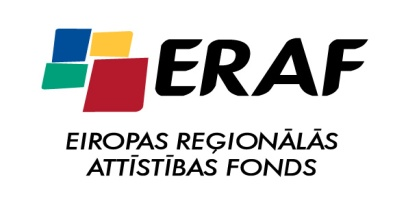 ERAF
EIROPAS REĢIONĀLĀS
ATTĪSTĪBAS FONDS